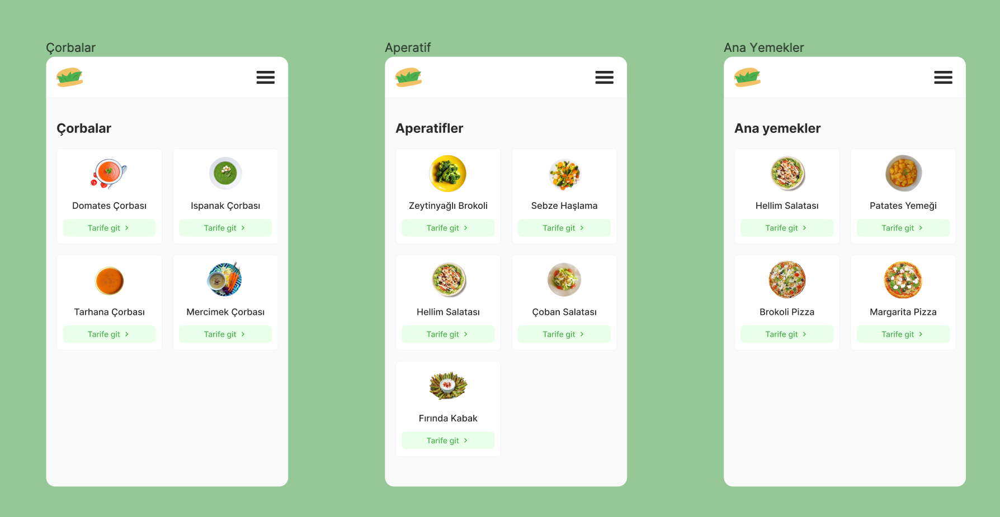 Çorbalar
Çorbalar
Domates Çorbası
Tarife git
Ispanak Çorbası
Tarife git
Tarhana Çorbası
Tarife git
Mercimek Çorbası
Tarife git
Aperatif
Aperatifler
Zeytinyağlı Brokoli
Tarife git
Sebze Haşlama
Tarife git
Hellim Salatası
Tarife git
Çoban Salatası
Tarife git
Fırında Kabak
Tarife git
Ana Yemekler
Ana yemekler
Hellim Salatası
Tarife git
Patates Yemeği
Tarife git
Brokoli Pizza
Tarife git
Margarita Pizza
Tarife git